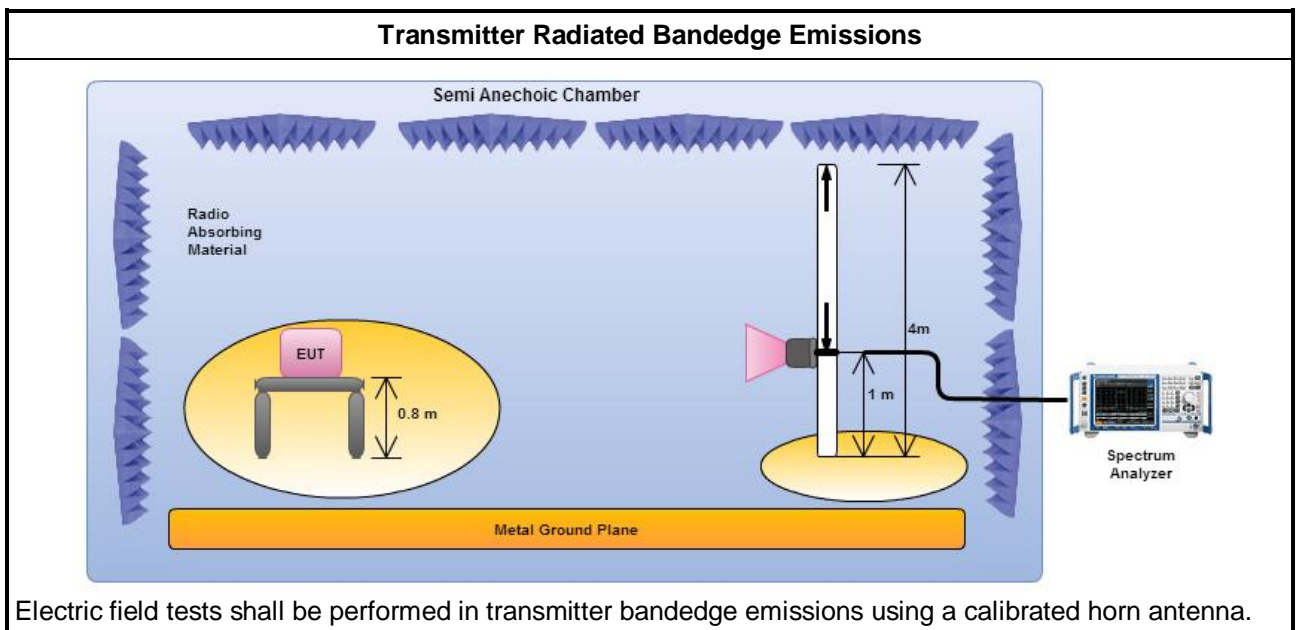 Transmitter Radiated Bandedge Emissions
Semi Anechoic Chamber
Radio
Absorbing
Material
EUT
0.8 m
4m
1 m
Spectrum
Analyzer
Metal Ground Plane
Electric field tests shall be performed in transmitter bandedge emissions using a calibrated horn antenna.